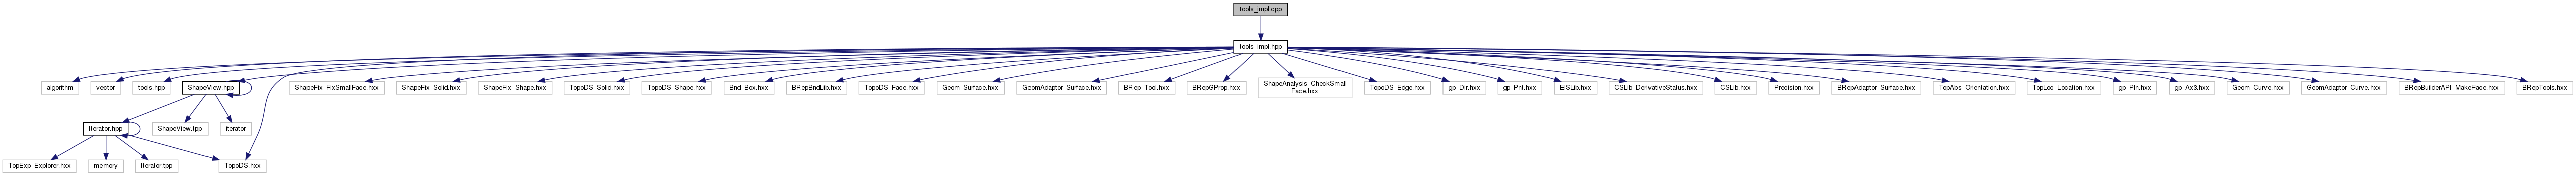 tools_impl.cpp
tools_impl.hpp
algorithm
vector
tools.hpp
ShapeView.hpp
ShapeFix_FixSmallFace.hxx
ShapeFix_Solid.hxx
ShapeFix_Shape.hxx
TopoDS_Solid.hxx
TopoDS_Shape.hxx
Bnd_Box.hxx
BRepBndLib.hxx
TopoDS_Face.hxx
Geom_Surface.hxx
GeomAdaptor_Surface.hxx
BRep_Tool.hxx
BRepGProp.hxx
ShapeAnalysis_CheckSmall
Face.hxx
TopoDS_Edge.hxx
gp_Dir.hxx
gp_Pnt.hxx
ElSLib.hxx
CSLib_DerivativeStatus.hxx
CSLib.hxx
Precision.hxx
BRepAdaptor_Surface.hxx
TopAbs_Orientation.hxx
TopLoc_Location.hxx
gp_Pln.hxx
gp_Ax3.hxx
Geom_Curve.hxx
GeomAdaptor_Curve.hxx
BRepBuilderAPI_MakeFace.hxx
BRepTools.hxx
Iterator.hpp
ShapeView.tpp
iterator
TopExp_Explorer.hxx
memory
Iterator.tpp
TopoDS.hxx